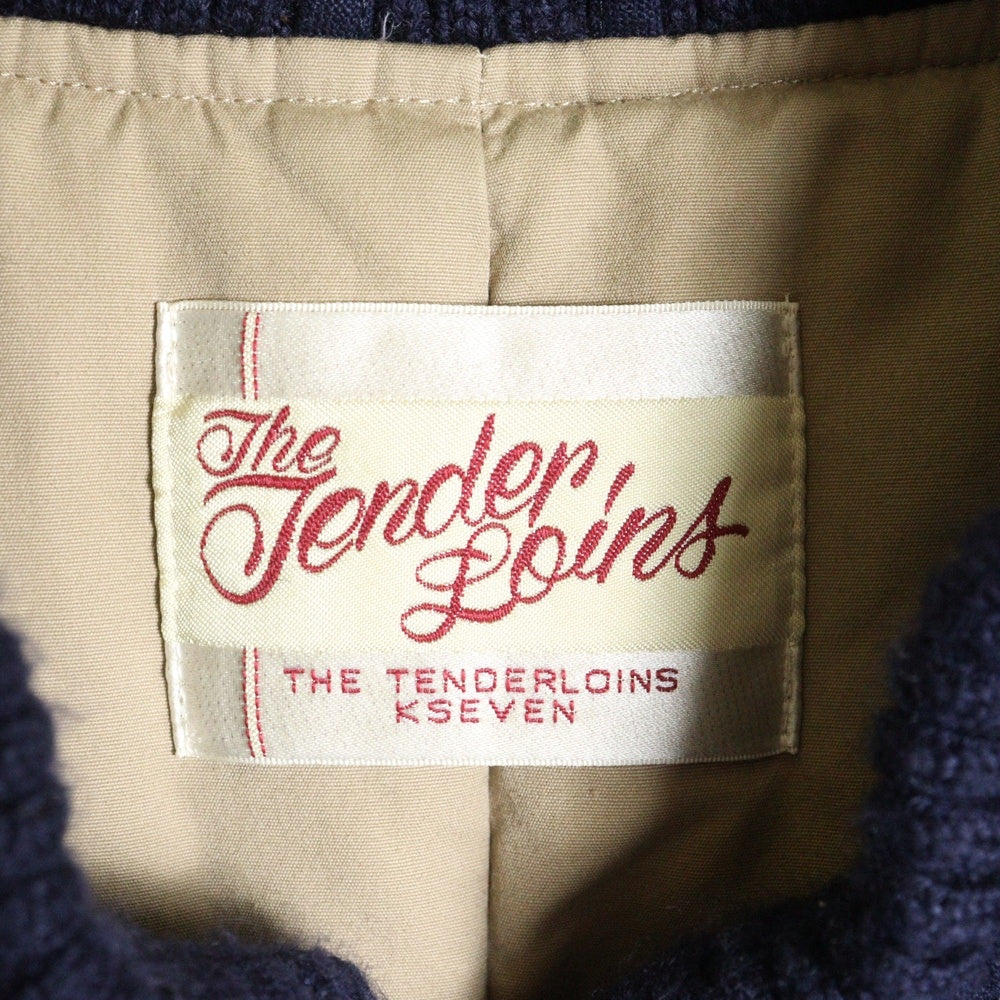 The
Tender
Loins
THE TENDERLOINS
KSEVEN